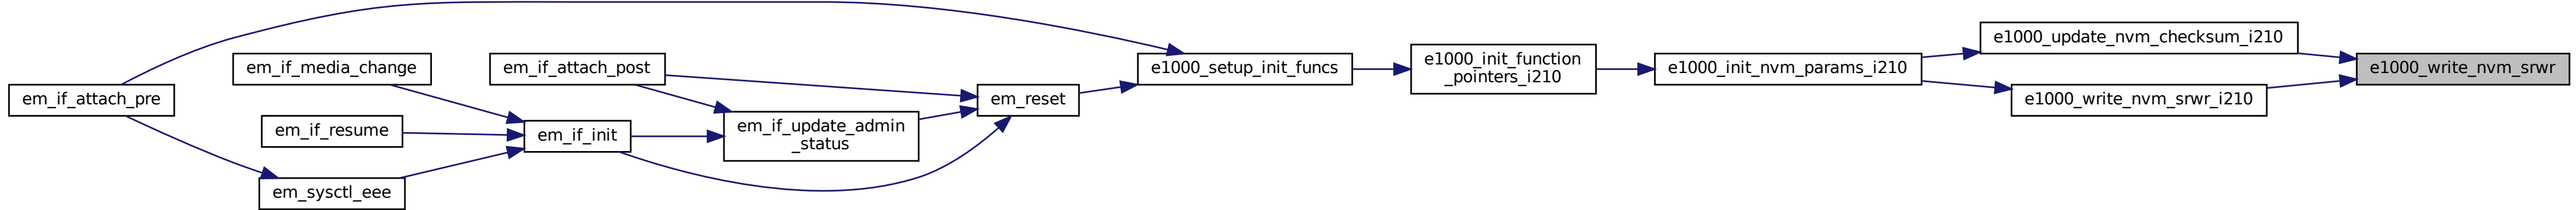 em_if_attach_pre
em_if_media_change
em_if_resume
em_sysctl_eee
em_if_attach_post
em_if_init
em_if_update_admin
_status
em_reset
e1000_setup_init_funcs
e1000_init_function
_pointers_i210
e1000_init_nvm_params_i210
e1000_update_nvm_checksum_i210
e1000_write_nvm_srwr_i210
e1000_write_nvm_srwr